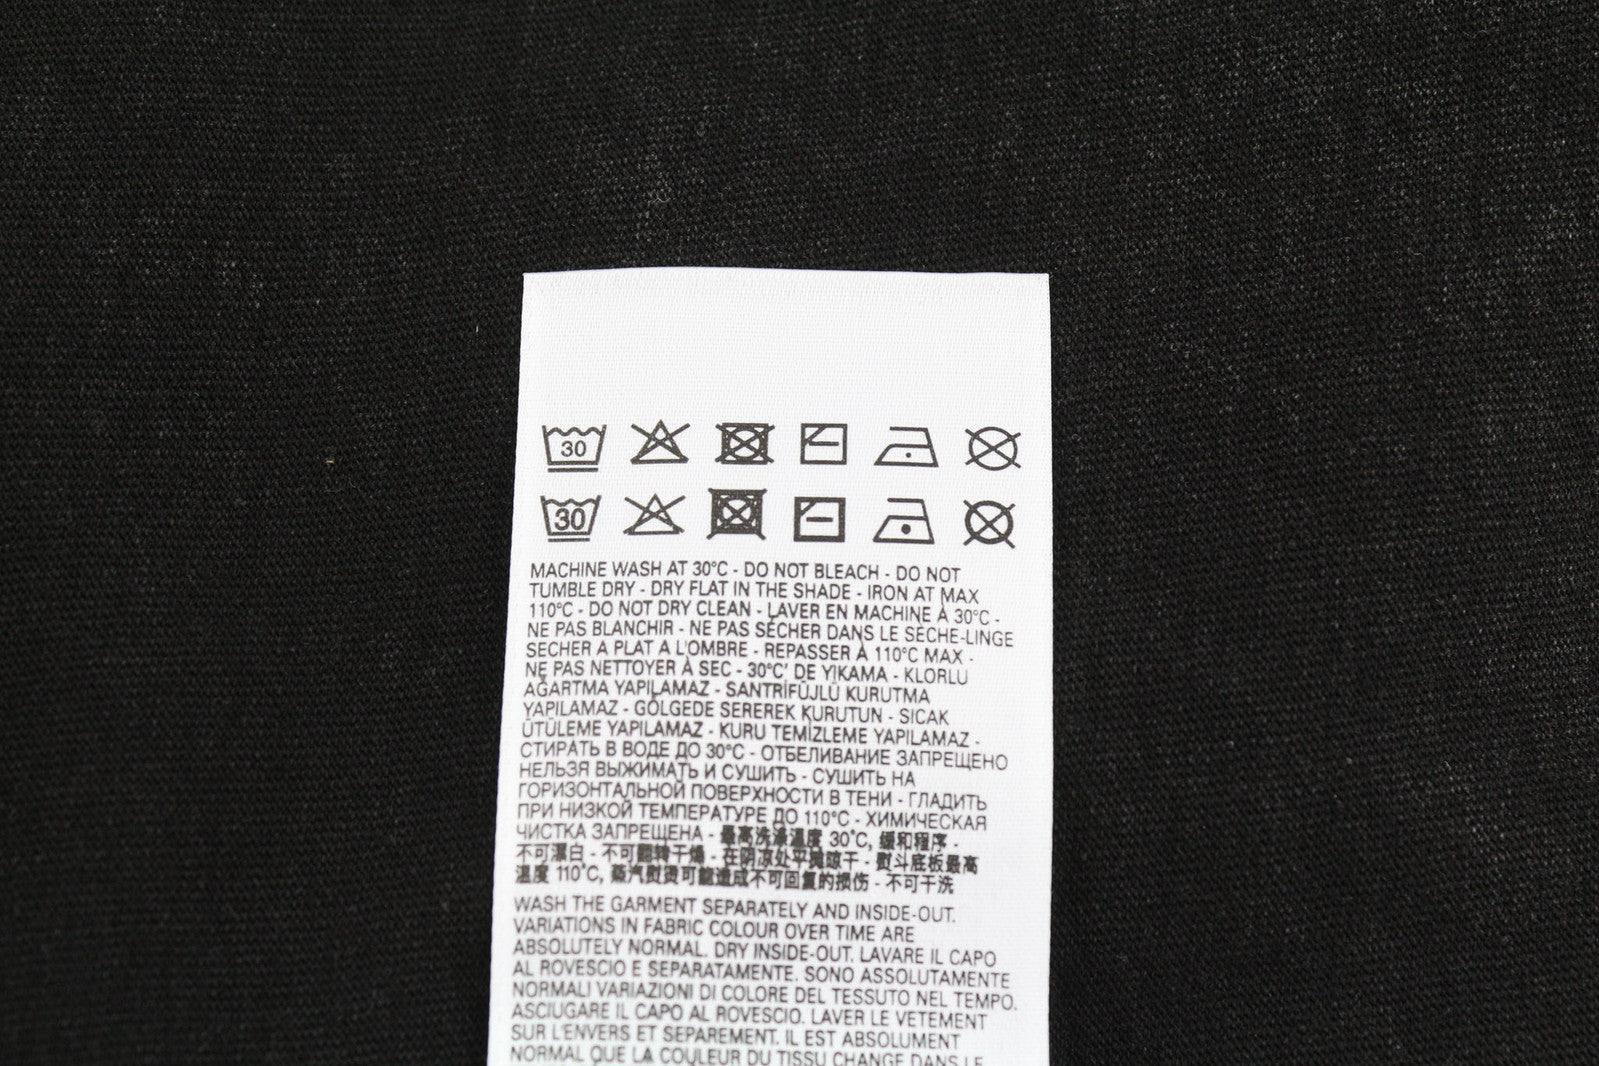 30
30
MACHINE WASH AT 30°C - DO NOT BLEACH - DO NOT
TUMBLE DRY - DRY FLAT IN THE SHADE - IRON AT MAX
110°C - DO NOT DRY CLEAN - LAVER EN MACHINE À 30°C -
NE PAS BLANCHIR - NE PAS SÉCHER DANS LE SÈCHE-LINGE
SECHER A PLAT A L'OMBRE - REPASSER À 110°C MAX -
NE PAS NETTOYER À SEC - 30°C' DE YIKAMA - KLORLU
AĞARTMA YAPILAMAZ - SANTRİFÜJLÜ KURUTMA
YAPILAMAZ - GÖLGEDE SEREREK KURUTUN - SICAK
ÜTÜLEME YAPILAMAZ - KURU TEMİZLEME YAPILAMAZ -
СТИРАТЬ В ВОДЕ ДО 30°C - ОТБЕЛИВАНИЕ ЗАПРЕЩЕНО
НЕЛЬЗЯ ВЫЖИМАТЬ И СУШИТЬ - СУШИТЬ НА
ГОРИЗОНТАЛЬНОЙ ПОВЕРХНОСТИ В ТЕНИ - ГЛАДИТЬ
ПРИ НИЗКОЙ ТЕМПЕРАТУРЕ ДО 110°C - ХИМИЧЕСКАЯ
ЧИСТКА ЗАПРЕЩЕНА - 最高洗涤温度 30°C, 缓和程序 -
不可漂白 - 不可翻转干燥 - 在阴凉处平摊晾干 - 熨斗底板最高
温度 110°C, 蒸汽熨烫可能造成不可回复的损伤 - 不可干洗
WASH THE GARMENT SEPARATELY AND INSIDE-OUT.
VARIATIONS IN FABRIC COLOUR OVER TIME ARE
ABSOLUTELY NORMAL. DRY INSIDE-OUT. LAVARE IL CAPO
AL ROVESCIO E SEPARATAMENTE. SONO ASSOLUTAMENTE
NORMALI VARIAZIONI DI COLORE DEL TESSUTO NEL TEMPO.
ASCIUGARE IL CAPO AL ROVESCIO. LAVER LE VETEMENT
SUR L'ENVERS ET SEPAREMENT. IL EST ABSOLUMENT
NORMAL QUE LA COULEUR DU TISSU CHANGE DANS LE